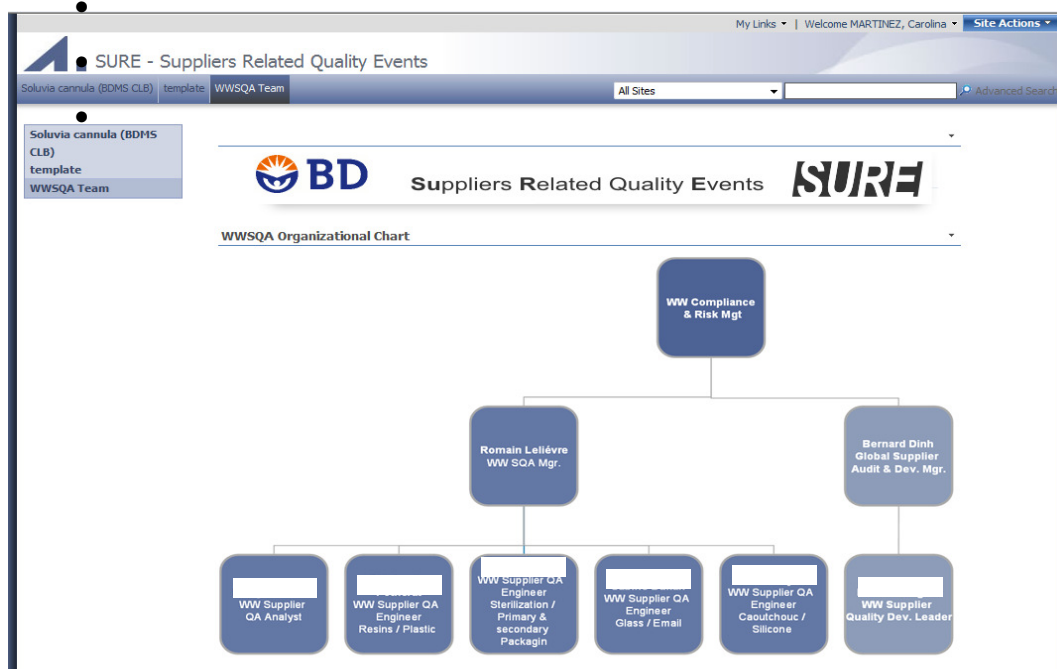 My Links | Welcome MARTINEZ, Carolina Site Actions
SURE - Suppliers Related Quality Events
Soluvia cannula (BDMS CLB) template WWSQA Team All Sites Advanced Search
Soluvia cannula (BDMS
CLB)
template
WWSQA Team
BD Suppliers Related Quality Events SURE
WWSQA Organizational Chart
WW Compliance
& Risk Mgt
Romain Leliévre
WW SQA Mgr.
Bernard Dinh
Global Supplier
Audit & Dev. Mgr.
WW Supplier
QA Analyst
WW Supplier QA
Engineer
Resins / Plastic
WW Supplier QA
Engineer
Sterilization /
Primary &
secondary
Packagin
WW Supplier QA
Engineer
Glass / Email
WW Supplier QA
Engineer
Caoutchouc /
Silicone
WW Supplier
Quality Dev. Leader